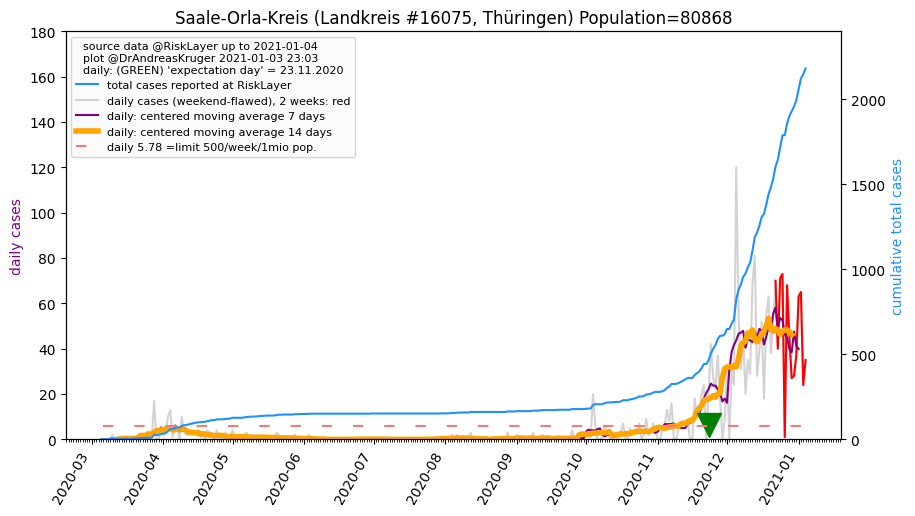 Saale-Orla-Kreis (Landkreis #16075, Thüringen) Population=80868
source data @RiskLayer up to 2021-01-04
plot @DrAndreasKruger 2021-01-03 23:03
daily: (GREEN) 'expectation day' = 23.11.2020
total cases reported at RiskLayer
daily cases (weekend-flawed), 2 weeks: red
daily: centered moving average 7 days
daily: centered moving average 14 days
daily 5.78 =limit 500/week/1mio pop.
daily cases
180
160
140
120
100
80
60
40
20
0
cumulative total cases
2000
1500
1000
500
0
2020-03
2020-04
2020-05
2020-06
2020-07
2020-08
2020-09
2020-10
2020-11
2020-12
2021-01